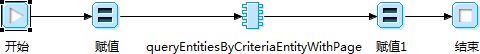 开始
赋值
queryEntitiesByCriteriaEntityWithPage
赋值1
结束